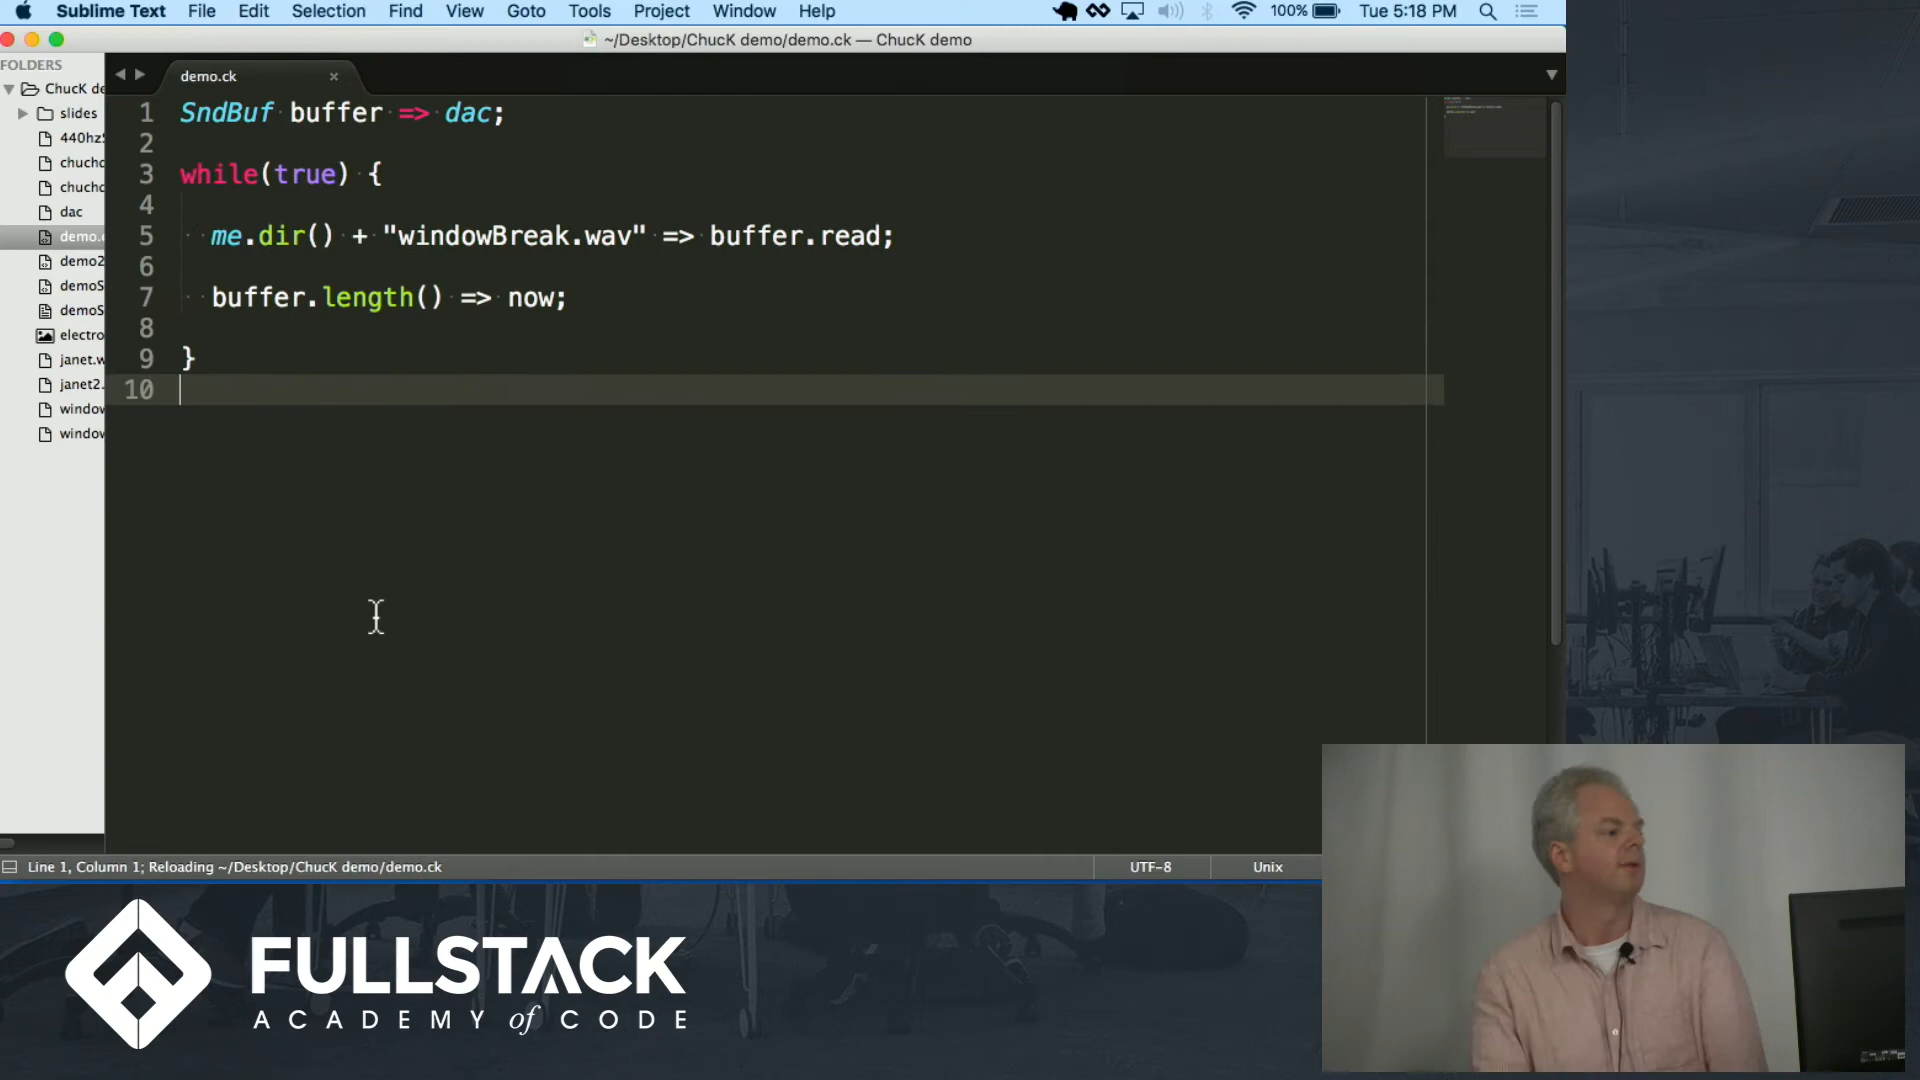 Sublime Text File Edit Selection Find View Goto Tools Project Window Help 100% Tue 5:18 PM
~/Desktop/ChucK demo/demo.ck — ChucK demo
FOLDERS
ChucK de
slides
440hz
chucho
chucho
dac
demo.
demo2
demoS
demoS
electro
janet.w
janet2.
window
window
demo.ck
1 SndBuf buffer => dac;
2
3 while(true) {
4
5 me.dir() + "windowBreak.wav" => buffer.read;
6
7 buffer.length() => now;
8
9 }
10
Line 1, Column 1; Reloading ~/Desktop/ChucK demo/demo.ck UTF-8 Unix
FULLSTACK
ACADEMY of CODE